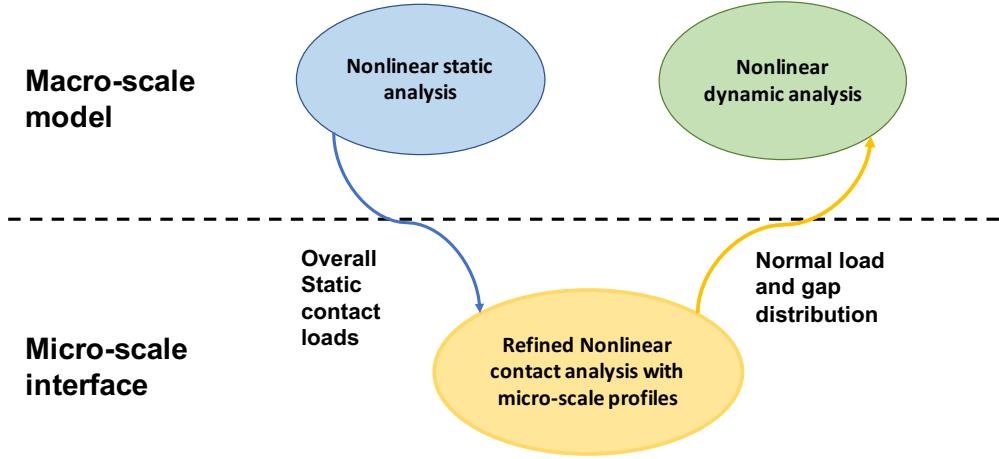 Macro-scale
model
Nonlinear static
analysis
Nonlinear
dynamic analysis
Overall
Static
contact
loads
Normal load
and gap
distribution
Micro-scale
interface
Refined Nonlinear
contact analysis with
micro-scale profiles